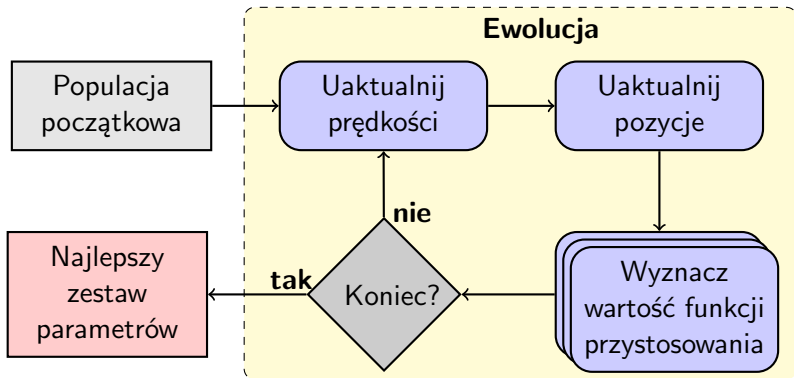 Ewolucja
Populacja
początkowa
Uaktualnij
prędkości
Uaktualnij
pozycje
nie
Najlepszy
zestaw
parametrów
tak
Koniec?
Wyznacz
wartość funkcji
przystosowania